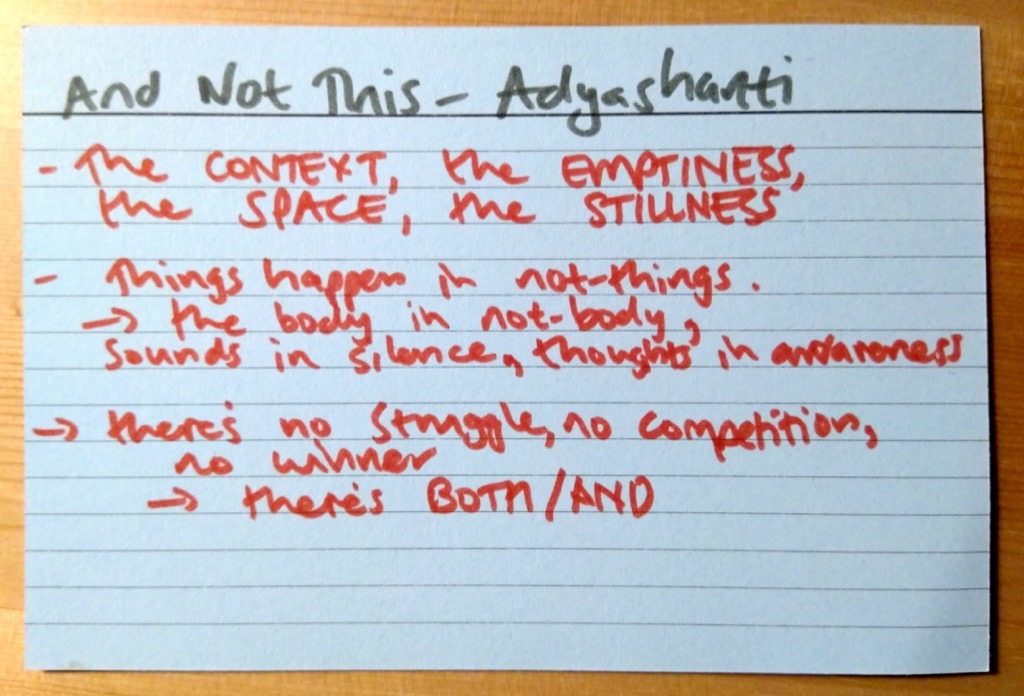 And Not This - Adyashanti
- The CONTEXT, the EMPTINESS,
the SPACE, the STILLNESS
- Things happen in not-things.
→ the body in not-body,
sounds in silence, thoughts in awareness
→ there's no struggle, no competition,
no winner
→ there's BOTH/AND